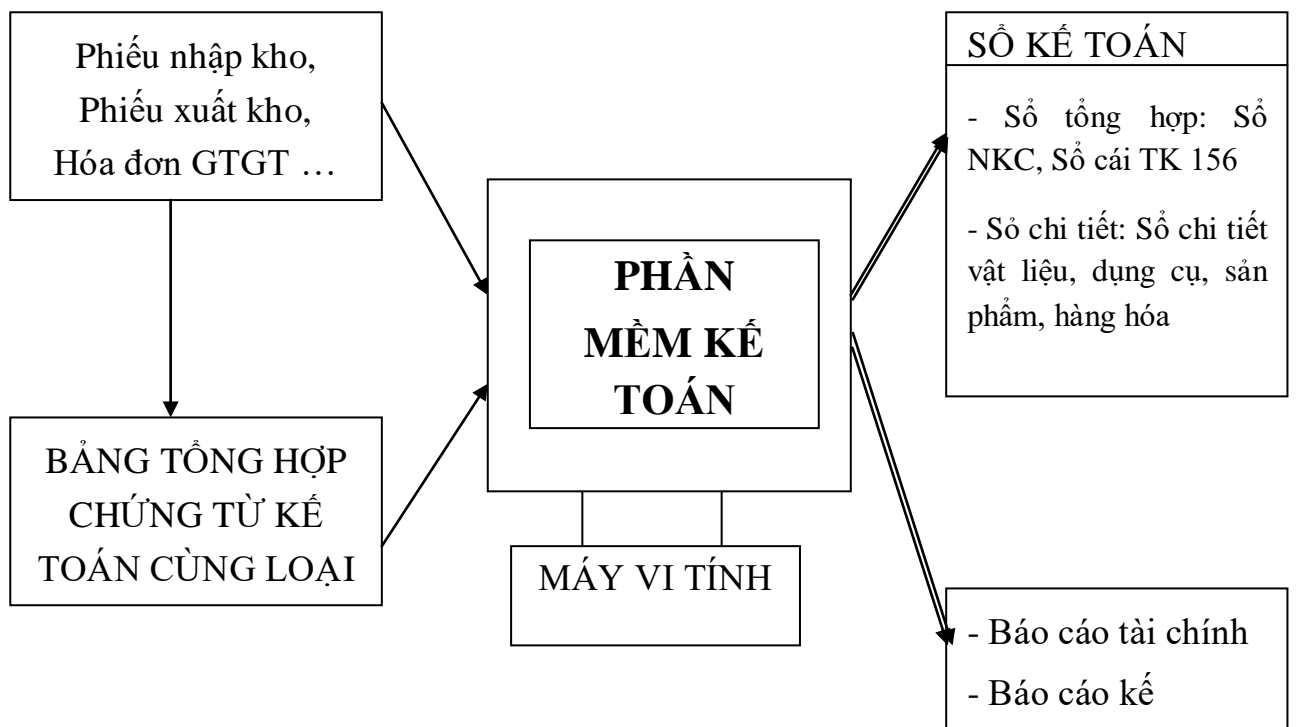 Phiếu nhập kho,
Phiếu xuất kho,
Hóa đơn GTGT …
BẢNG TỔNG HỢP
CHỨNG TỪ KẾ
TOÁN CÙNG LOẠI
PHẦN
MỀM KẾ
TOÁN
MÁY VI TÍNH
SỔ KẾ TOÁN
- Sổ tổng hợp: Sổ
NKC, Sổ cái TK 156
- Sỏ chi tiết: Sổ chi tiết
vật liệu, dụng cụ, sản
phẩm, hàng hóa
- Báo cáo tài chính
- Báo cáo kế